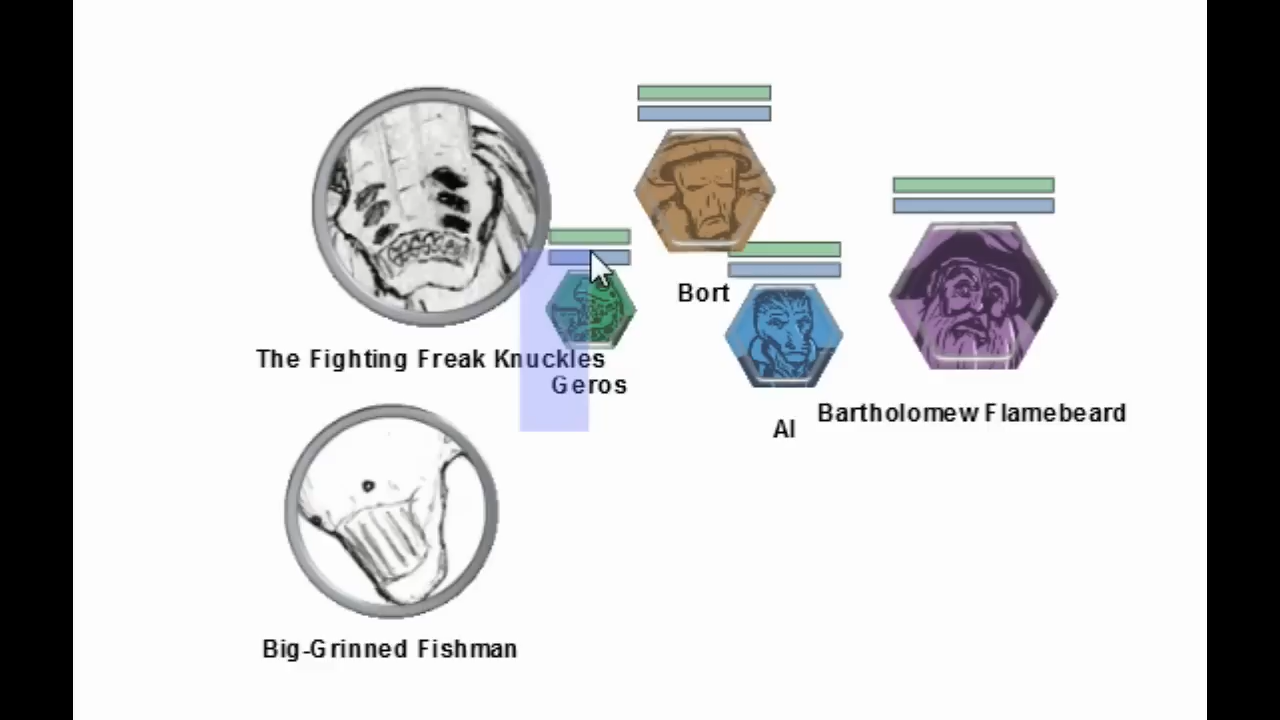 Bort
The Fighting Freak Knuckles
Geros
Al
Bartholomew Flamebeard
Big-Grinned Fishman